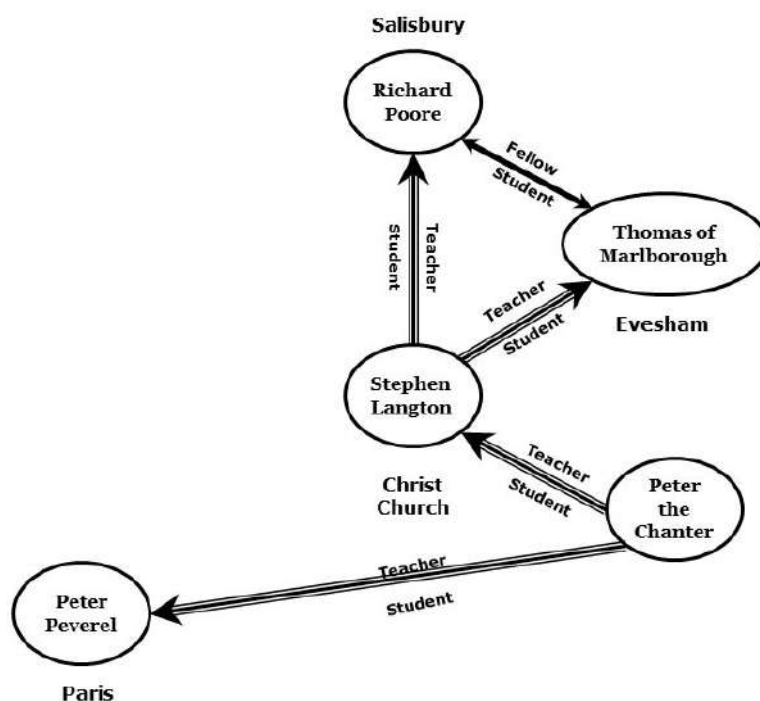 Salisbury
Richard
Poore
Fellow
Student
Thomas of
Marlborough
Evesham
Student
Teacher
Teacher
Student
Stephen
Langton
Christ
Church
Teacher
Student
Peter
the
Chanter
Teacher
Student
Peter
Peverel
Paris